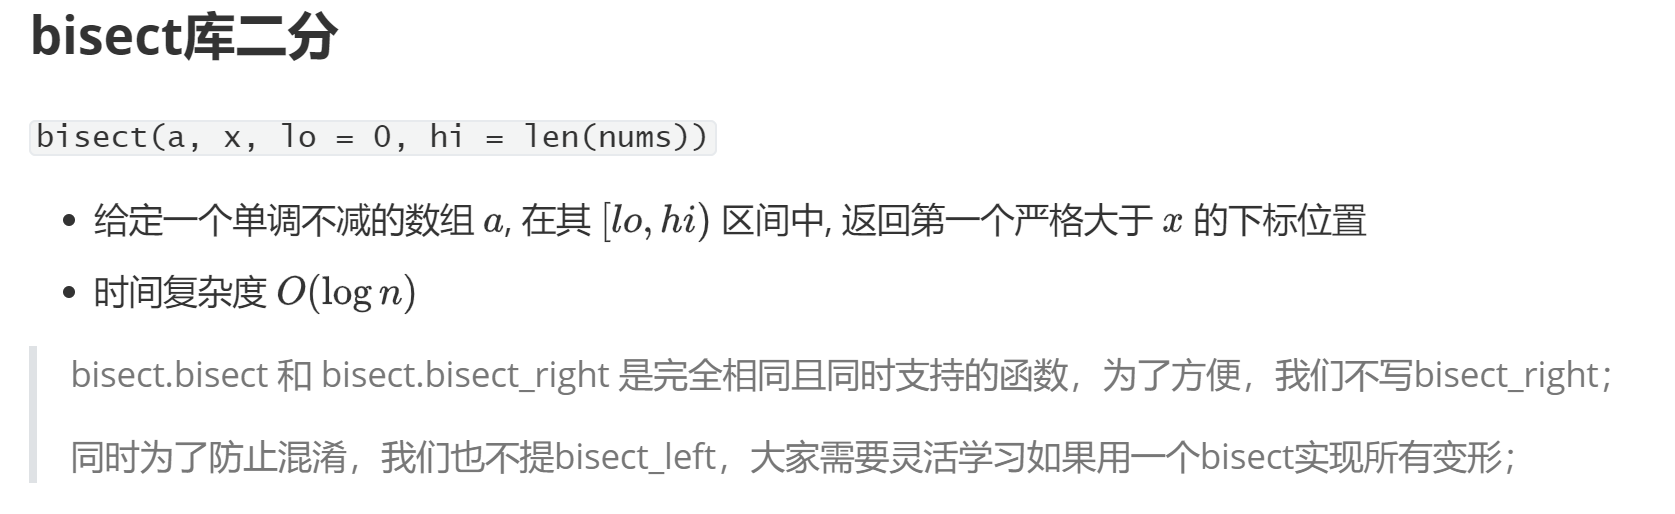 bisect库二分
bisect(a, x, lo = 0, hi = len(nums))
给定一个单调不减的数组 a, 在其 [lo, hi) 区间中, 返回第一个严格大于 x 的下标位置
时间复杂度 O(log n)
bisect.bisect 和 bisect.bisect_right 是完全相同且同时支持的函数，为了方便，我们不写bisect_right；
同时为了防止混淆，我们也不提bisect_left，大家需要灵活学习如果用一个bisect实现所有变形；